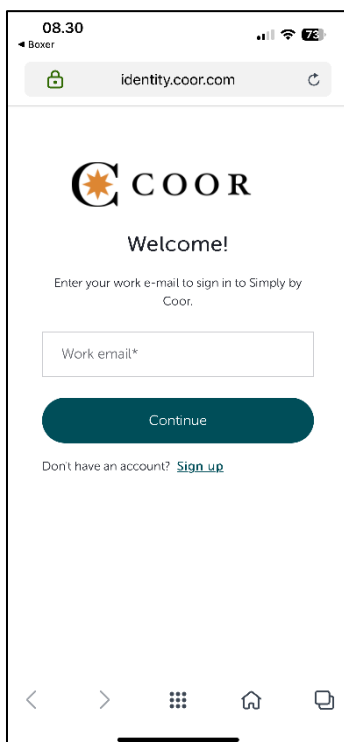 08.30
73
◀ Boxer
identity.coor.com
COOR
Welcome!
Enter your work e-mail to sign in to Simply by
Coor.
Work email*
Continue
Don't have an account? Sign up